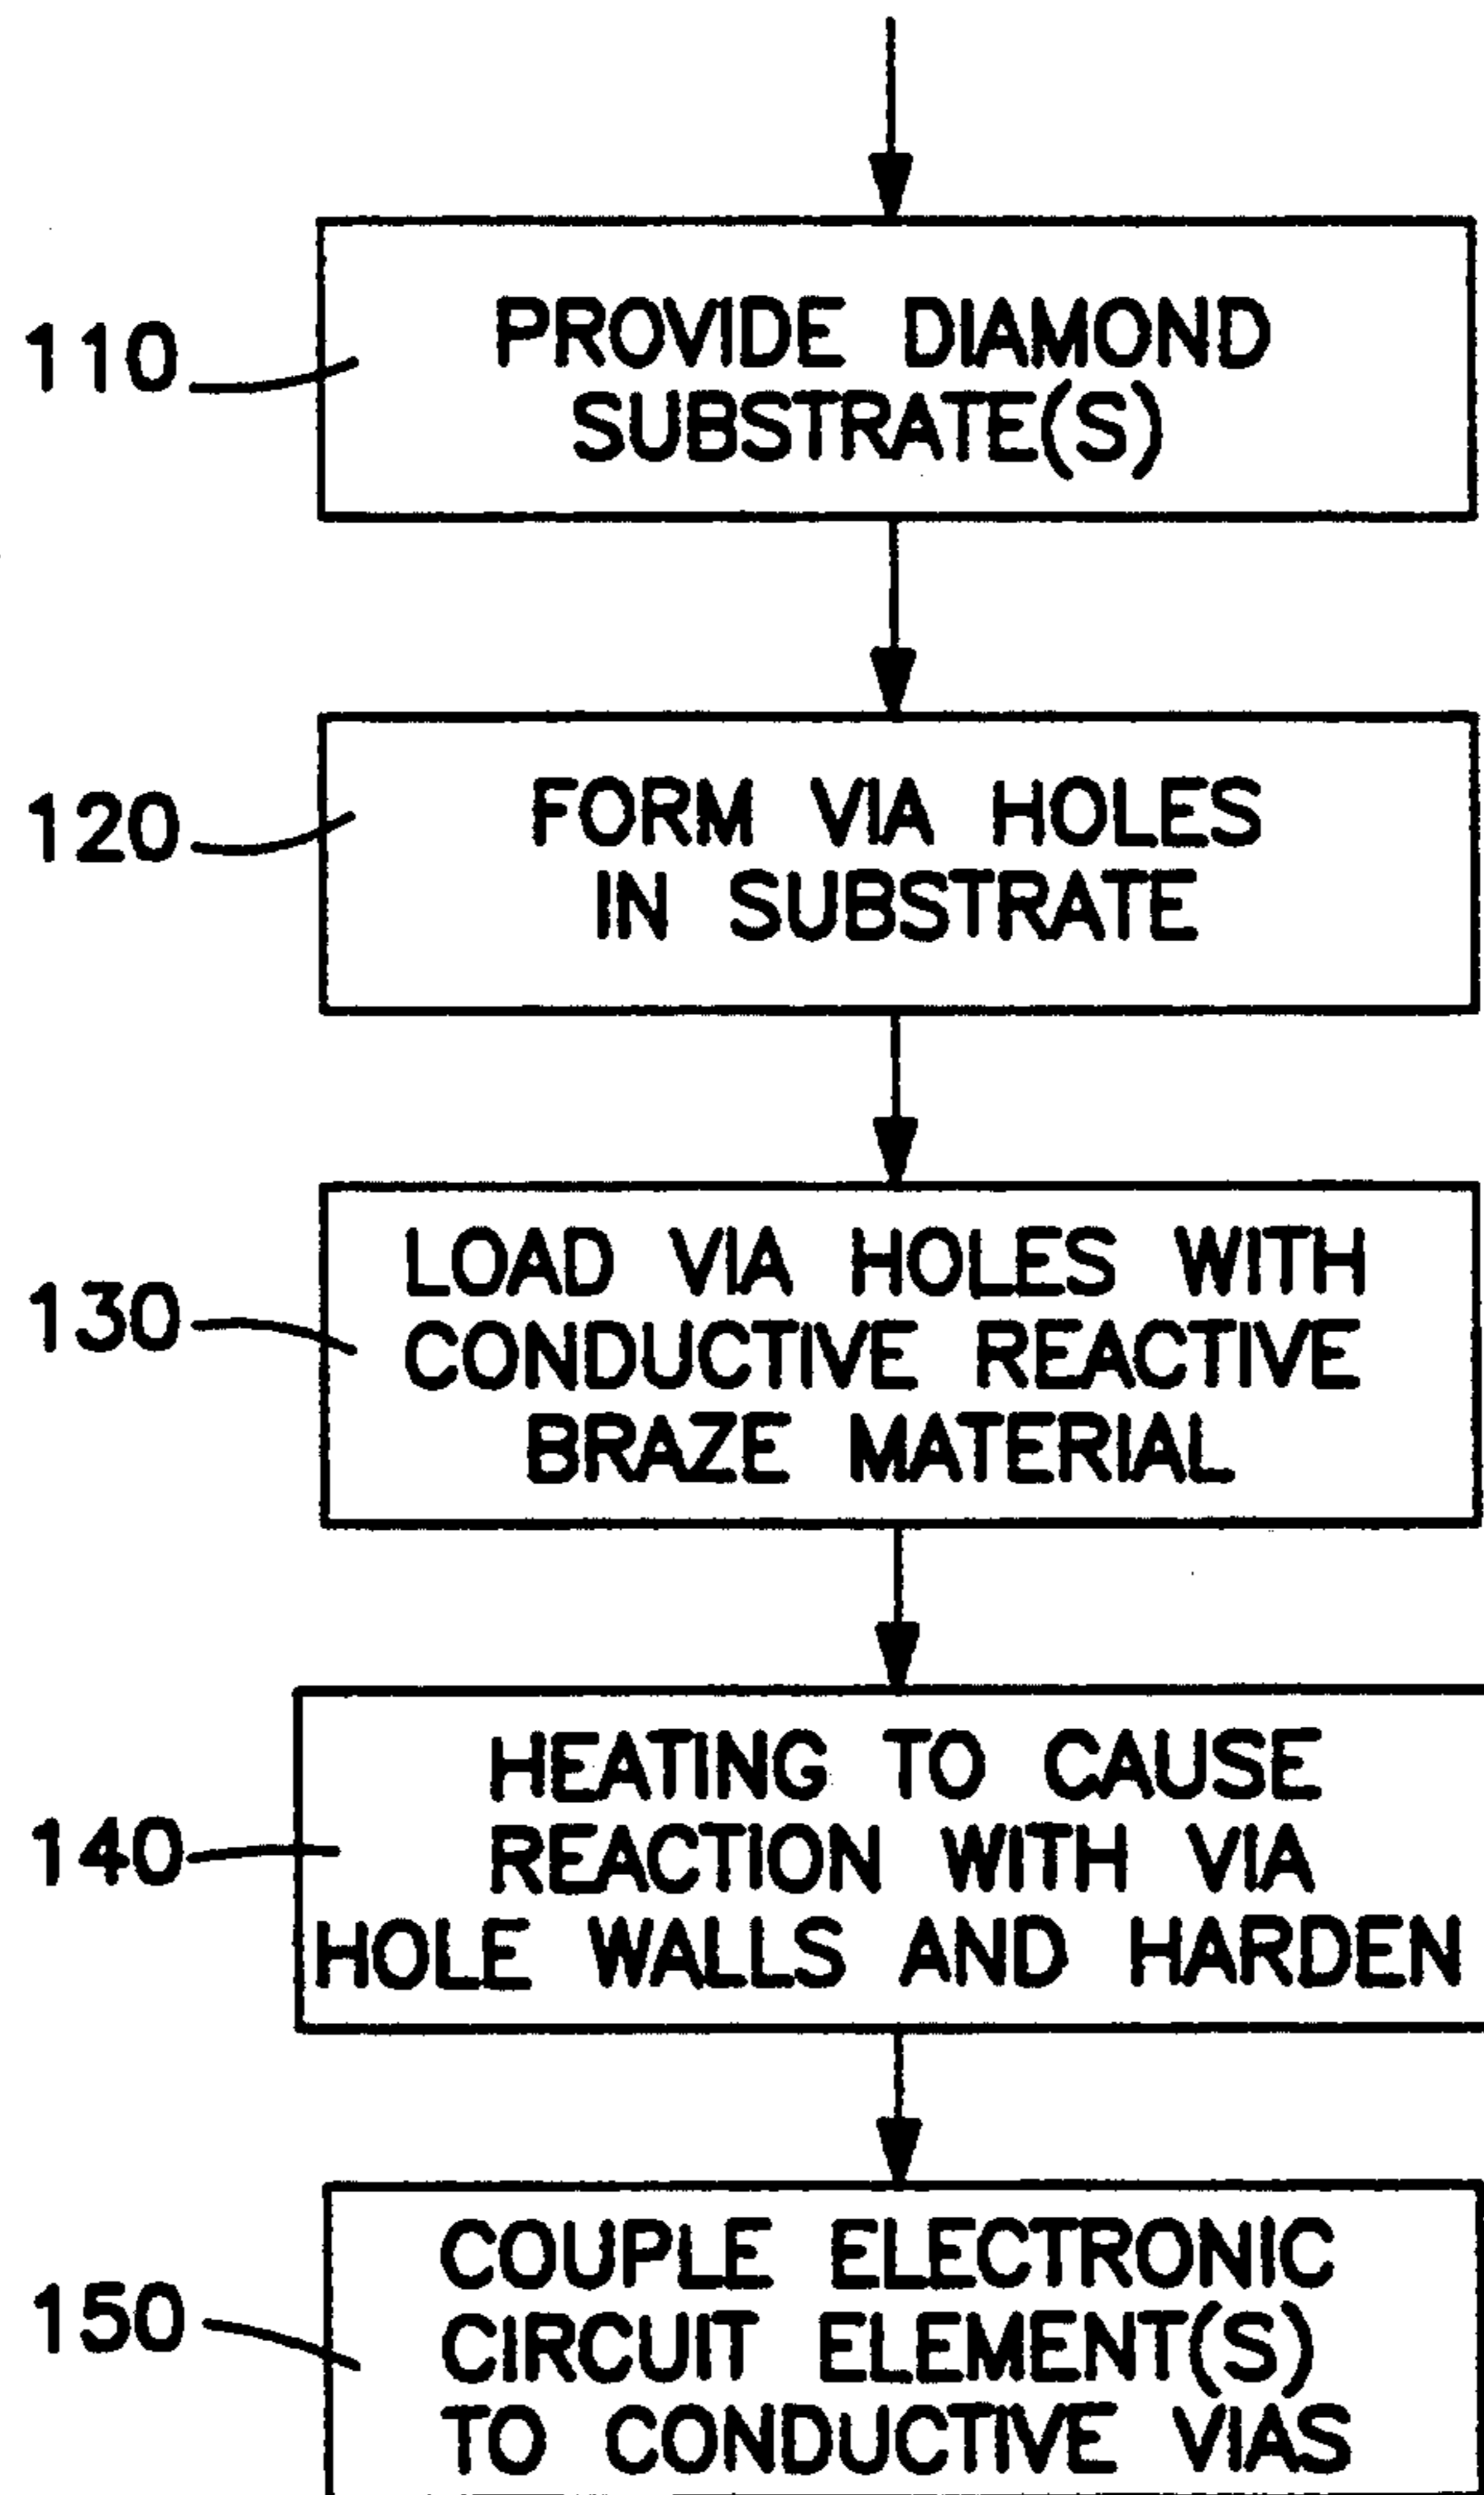 110
PROVIDE DIAMOND
SUBSTRATE(S)
120
FORM VIA HOLES
IN SUBSTRATE
130
LOAD VIA HOLES WITH
CONDUCTIVE REACTIVE
BRAZE MATERIAL
140
HEATING TO CAUSE
REACTION WITH VIA
HOLE WALLS AND HARDEN
150
COUPLE ELECTRONIC
CIRCUIT ELEMENT(S)
TO CONDUCTIVE VIAS